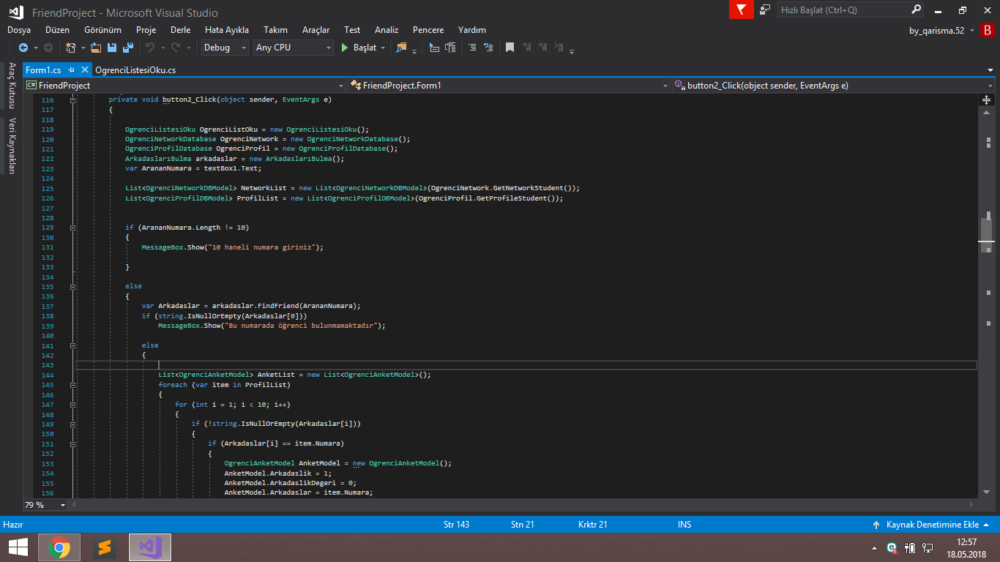 FriendProject - Microsoft Visual Studio
Hızlı Başlat (Ctrl+Q)
Dosya Düzen Görünüm Proje Derle Hata Ayıkla Takım Araçlar Test Analiz Pencere Yardım
by_qarisma.52 B
Debug Any CPU Başlat
Araç Kutusu
Veri Kaynakları
Form1.cs OgrenciListesiOku.cs
C# FriendProject FriendProject.Form1 button2_Click(object sender, EventArgs e)
116 private void button2_Click(object sender, EventArgs e)
117 {
118
119 OgrenciListesiOku OgrenciListOku = new OgrenciListesiOku();
120 OgrenciNetworkDatabase OgrenciNetwork = new OgrenciNetworkDatabase();
121 OgrenciProfilDatabase OgrenciProfil = new OgrenciProfilDatabase();
122 ArkadaslarıBulma arkadaslar = new ArkadaslarıBulma();
123 var ArananNumara = textBox1.Text;
124
125 List<OgrenciNetworkDBModel> NetworkList = new List<OgrenciNetworkDBModel>(OgrenciNetwork.GetNetworkStudent());
126 List<OgrenciProfilDBModel> ProfilList = new List<OgrenciProfilDBModel>(OgrenciProfil.GetProfileStudent());
127
128
129 if (ArananNumara.Length != 10)
130 {
131 MessageBox.Show("10 haneli numara giriniz");
132
133 }
134
135 else
136 {
137 var Arkadaslar = arkadaslar.FindFriend(ArananNumara);
138 if (string.IsNullOrEmpty(Arkadaslar[0]))
139 MessageBox.Show("Bu numarada öğrenci bulunmamaktadır");
140
141 else
142 {
143
144 List<OgrenciAnketModel> AnketList = new List<OgrenciAnketModel>();
145 foreach (var item in ProfilList)
146 {
147 for (int i = 1; i < 10; i++)
148 {
149 if (!string.IsNullOrEmpty(Arkadaslar[i]))
150 {
151 if (Arkadaslar[i] == item.Numara)
152 {
153 OgrenciAnketModel AnketModel = new OgrenciAnketModel();
154 AnketModel.Arkadaslik = 1;
155 AnketModel.ArkadaslikDegeri = 0;
156 AnketModel.Arkadaslar = item.Numara;
79 %
Hazır Str 143 Stn 21 Krktr 21 INS Kaynak Denetimine Ekle
12:57
18.05.2018